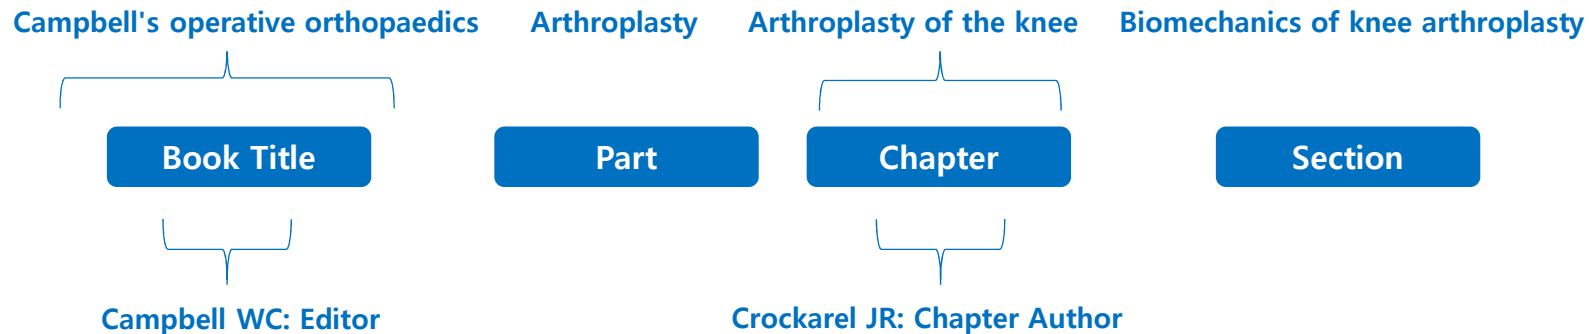 Campbell's operative orthopaedics Arthroplasty Arthroplasty of the knee Biomechanics of knee arthroplasty
Book Title Part Chapter Section
Campbell WC: Editor Crockarel JR: Chapter Author